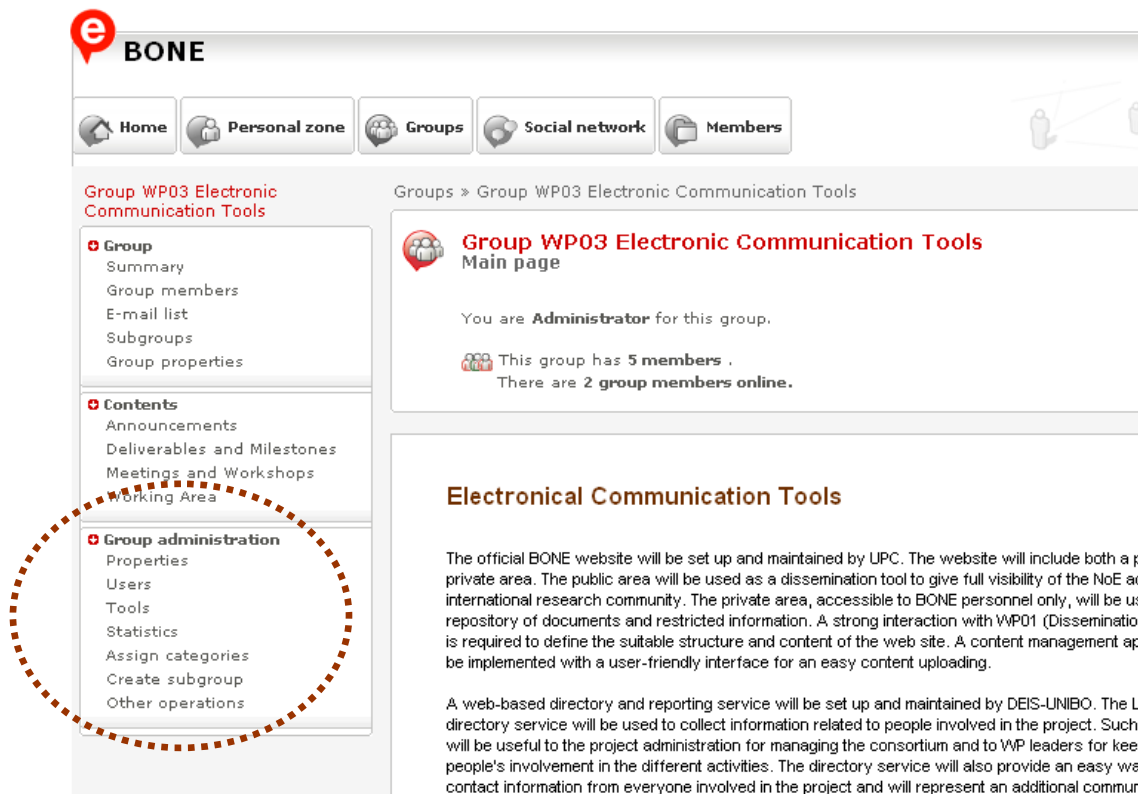 e
BONE
Home
Personal zone
Groups
Social network
Members
Group WP03 Electronic
Communication Tools
Group
Summary
Group members
E-mail list
Subgroups
Group properties
Contents
Announcements
Deliverables and Milestones
Meetings and Workshops
Working Area
Group administration
Properties
Users
Tools
Statistics
Assign categories
Create subgroup
Other operations
Groups » Group WP03 Electronic Communication Tools
Group WP03 Electronic Communication Tools
Main page
You are Administrator for this group.
This group has 5 members .
There are 2 group members online.
Electronical Communication Tools
The official BONE website will be set up and maintained by UPC. The website will include both a
private area. The public area will be used as a dissemination tool to give full visibility of the NoE
international research community. The private area, accessible to BONE personnel only, will be
repository of documents and restricted information. A strong interaction with WP01
is required to define the suitable structure and content of the web site. A content management
be implemented with a user-friendly interface for an easy content uploading.
A web-based directory and reporting service will be set up and maintained by DEIS-UNIBO. The
directory service will be used to collect information related to people involved in the project. Such
will be useful to the project administration for managing the consortium and to WP leaders for
people's involvement in the different activities. The directory service will also provide an easy
contact information from everyone involved in the project and will represent an additional